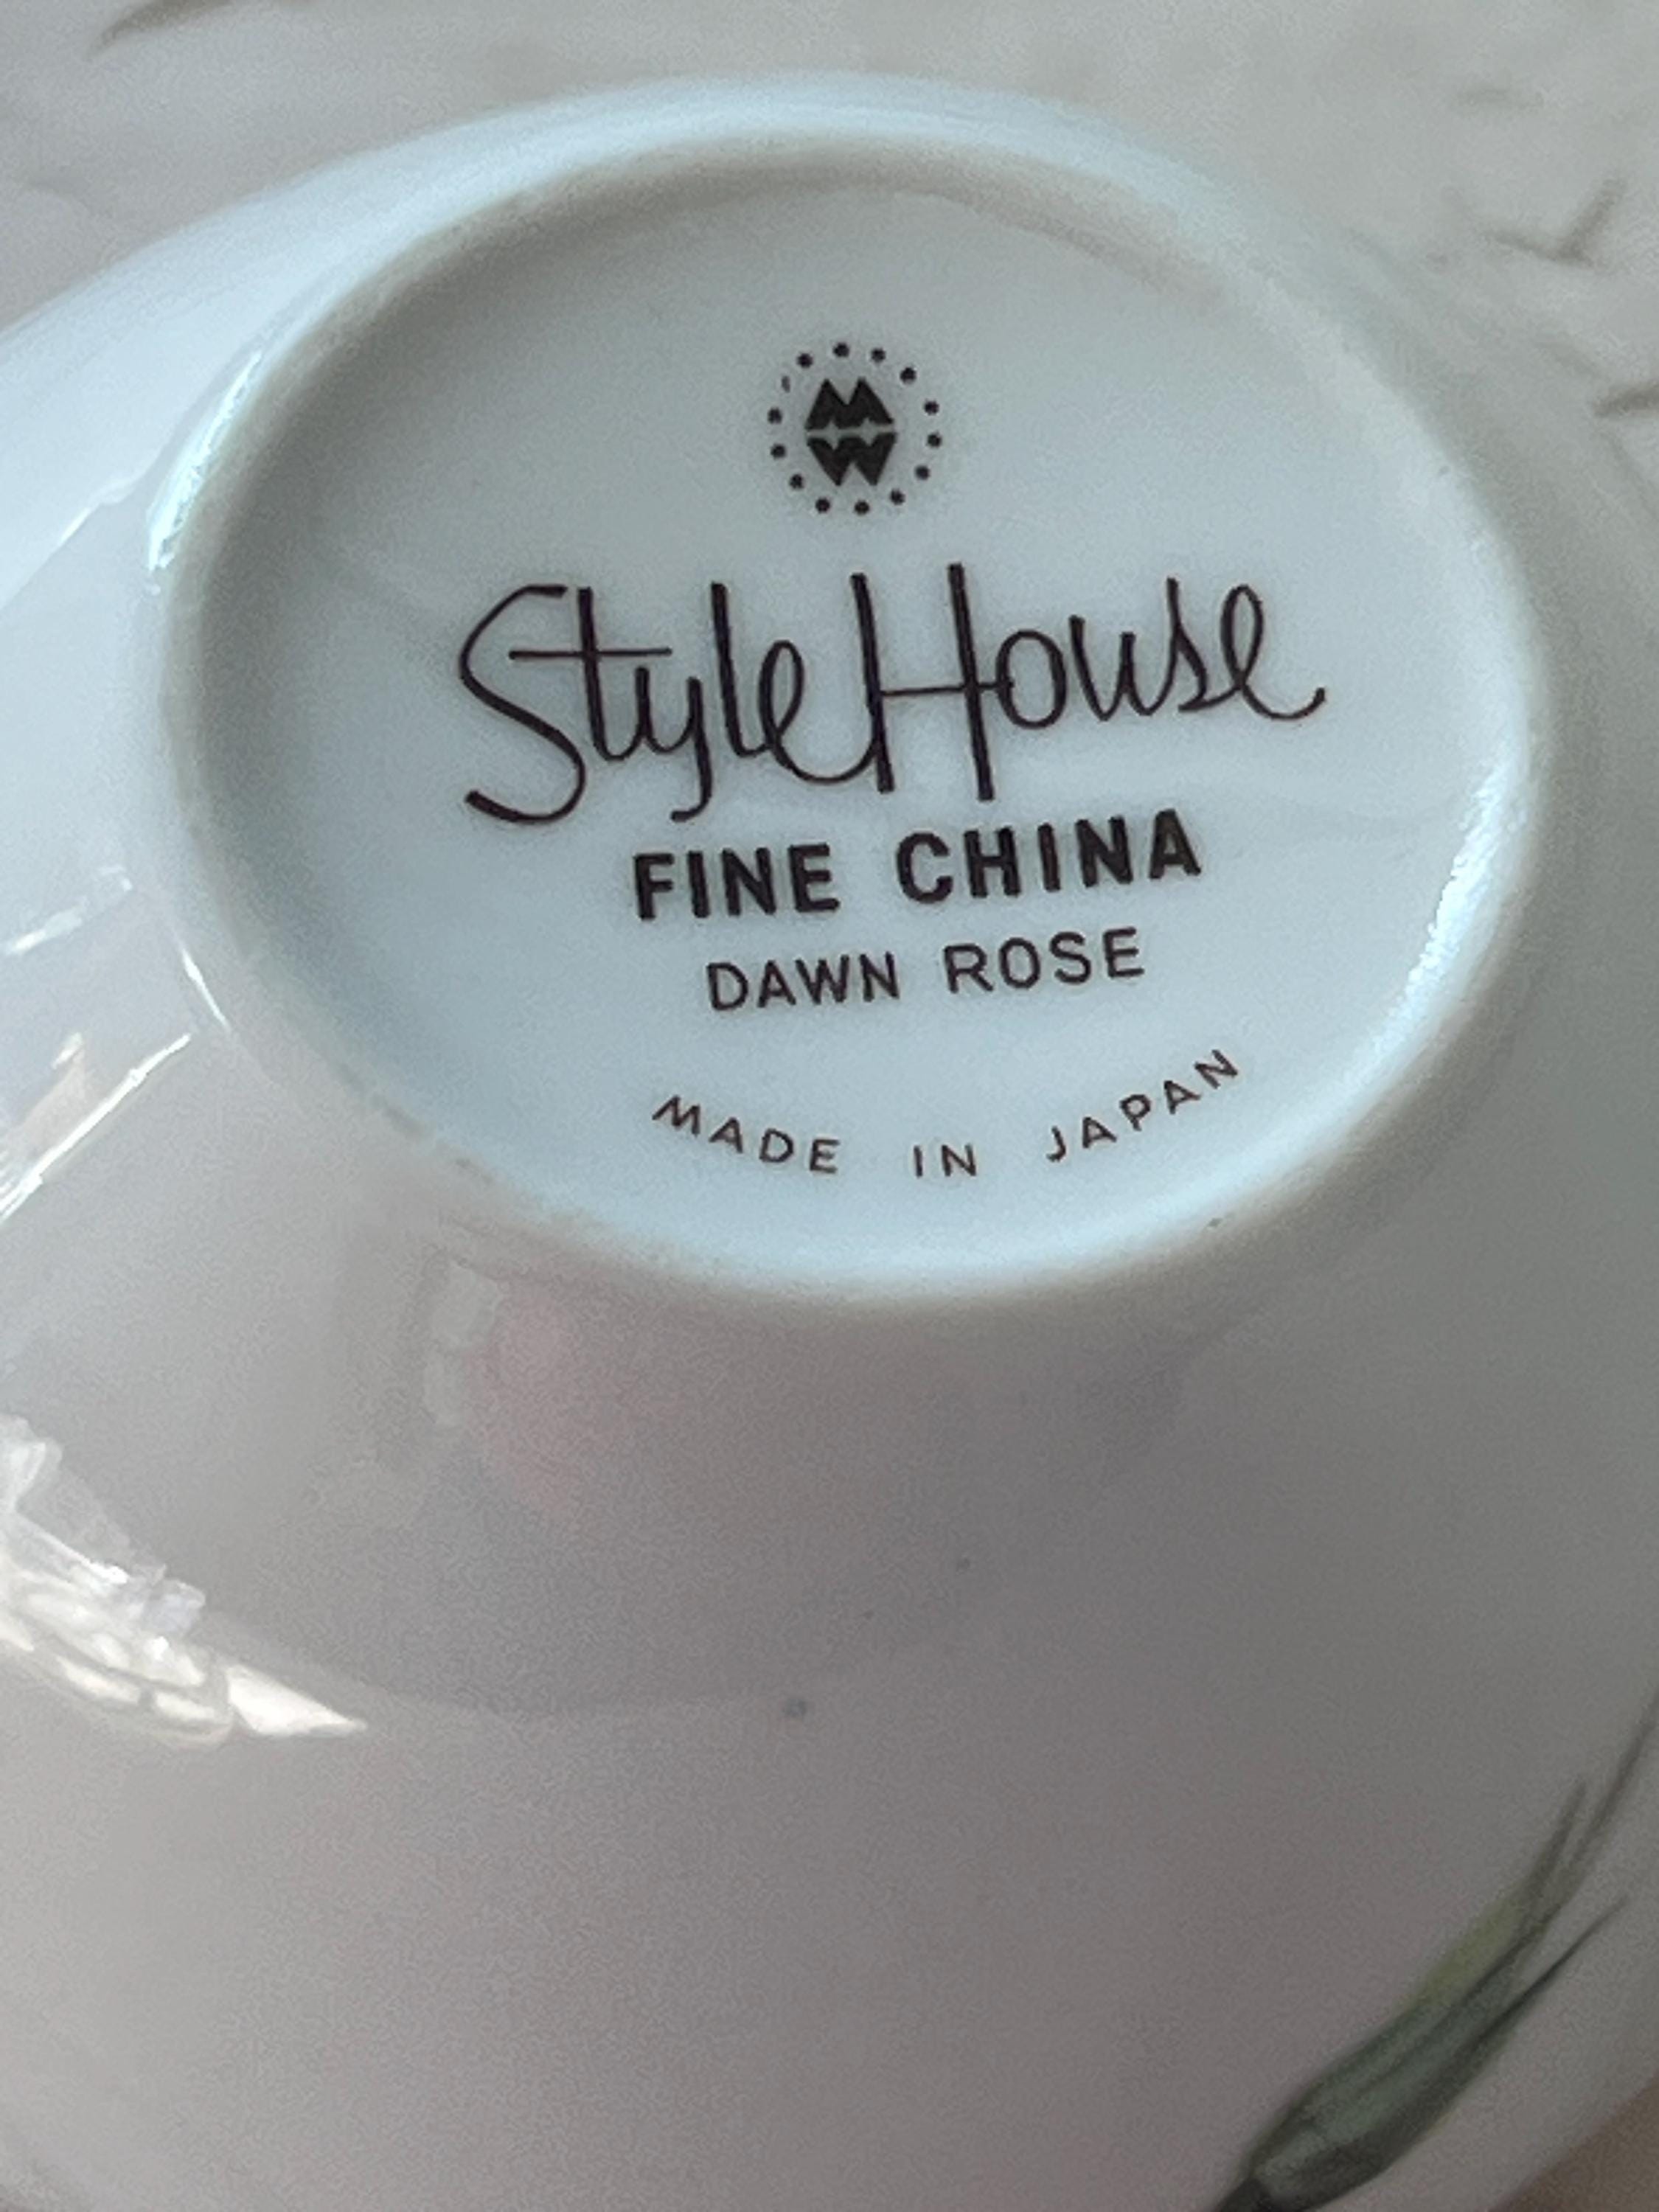 MW
Style House
FINE CHINA
DAWN ROSE
MADE IN JAPAN